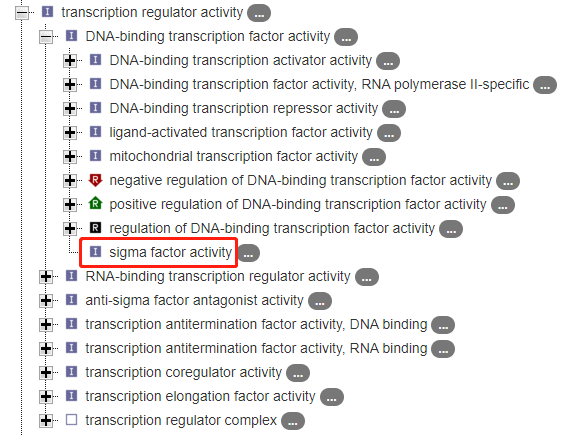 I transcription regulator activity ...
I DNA-binding transcription factor activity ...
I DNA-binding transcription activator activity ...
I DNA-binding transcription factor activity, RNA polymerase II-specific ...
I DNA-binding transcription repressor activity ...
I ligand-activated transcription factor activity ...
I mitochondrial transcription factor activity ...
R negative regulation of DNA-binding transcription factor activity ...
R positive regulation of DNA-binding transcription factor activity ...
R regulation of DNA-binding transcription factor activity ...
I sigma factor activity ...
I RNA-binding transcription regulator activity ...
I anti-sigma factor antagonist activity ...
I transcription antitermination factor activity, DNA binding ...
I transcription antitermination factor activity, RNA binding ...
I transcription coregulator activity ...
I transcription elongation factor activity ...
transcription regulator complex ...